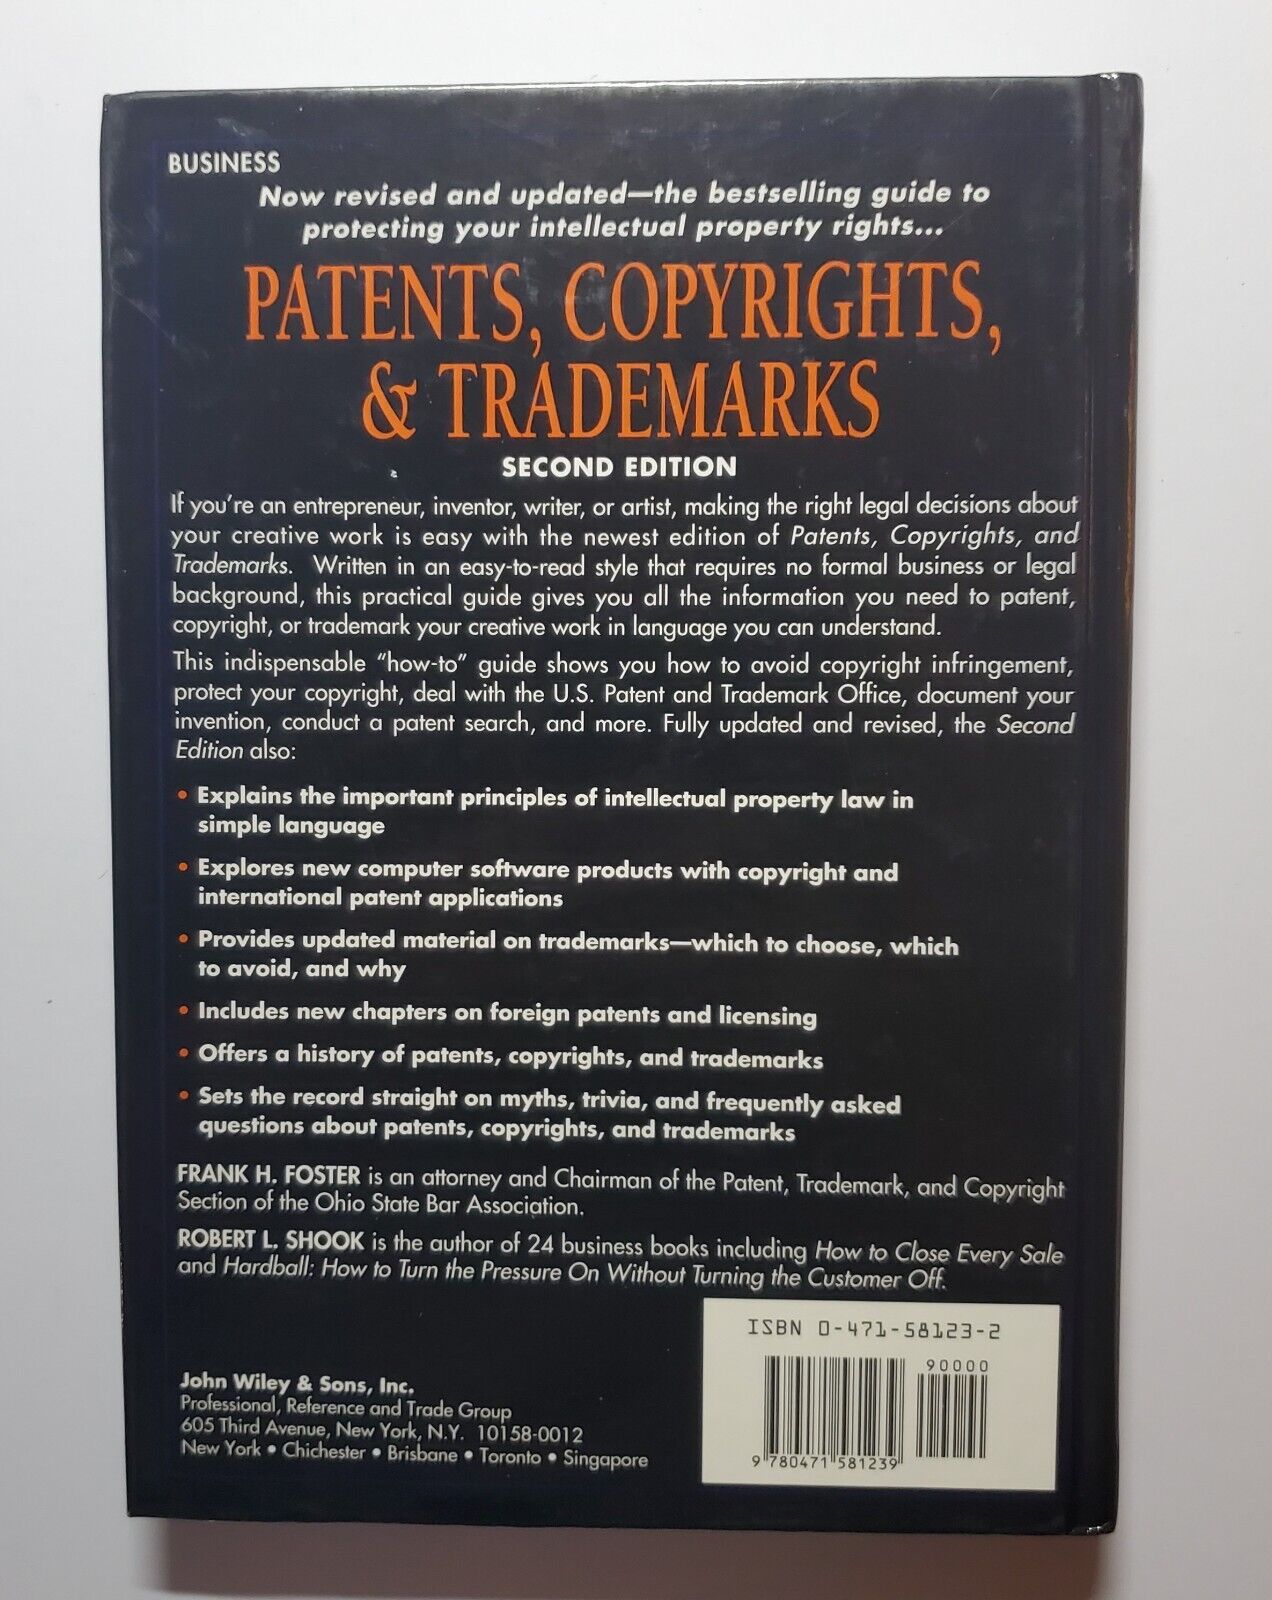 BUSINESS
Now revised and updated—the bestselling guide to
protecting your intellectual property rights...
PATENTS, COPYRIGHTS,
& TRADEMARKS
SECOND EDITION
If you're an entrepreneur, inventor, writer, or artist, making the right legal decisions about
your creative work is easy with the newest edition of Patents, Copyrights, and
Trademarks. Written in an easy-to-read style that requires no formal business or legal
background, this practical guide gives you all the information you need to patent,
copyright, or trademark your creative work in language you can understand.
This indispensable "how-to" guide shows you how to avoid copyright infringement,
protect your copyright, deal with the U.S. Patent and Trademark Office, document your
invention, conduct a patent search, and more. Fully updated and revised, the Second
Edition also:
• Explains the important principles of intellectual property law in
simple language
• Explores new computer software products with copyright and
international patent applications
• Provides updated material on trademarks—which to choose, which
to avoid, and why
• Includes new chapters on foreign patents and licensing
• Offers a history of patents, copyrights, and trademarks
• Sets the record straight on myths, trivia, and frequently asked
questions about patents, copyrights, and trademarks
FRANK H. FOSTER is an attorney and Chairman of the Patent, Trademark, and Copyright
Section of the Ohio State Bar Association.
ROBERT L. SHOOK is the author of 24 business books including How to Close Every Sale
and Hardball: How to Turn the Pressure On Without Turning the Customer Off.
John Wiley & Sons, Inc.
Professional, Reference and Trade Group
605 Third Avenue, New York, N.Y. 10158-0012
New York • Chichester • Brisbane • Toronto • Singapore
ISBN 0-471-58123-2
90000
9 780471 581239